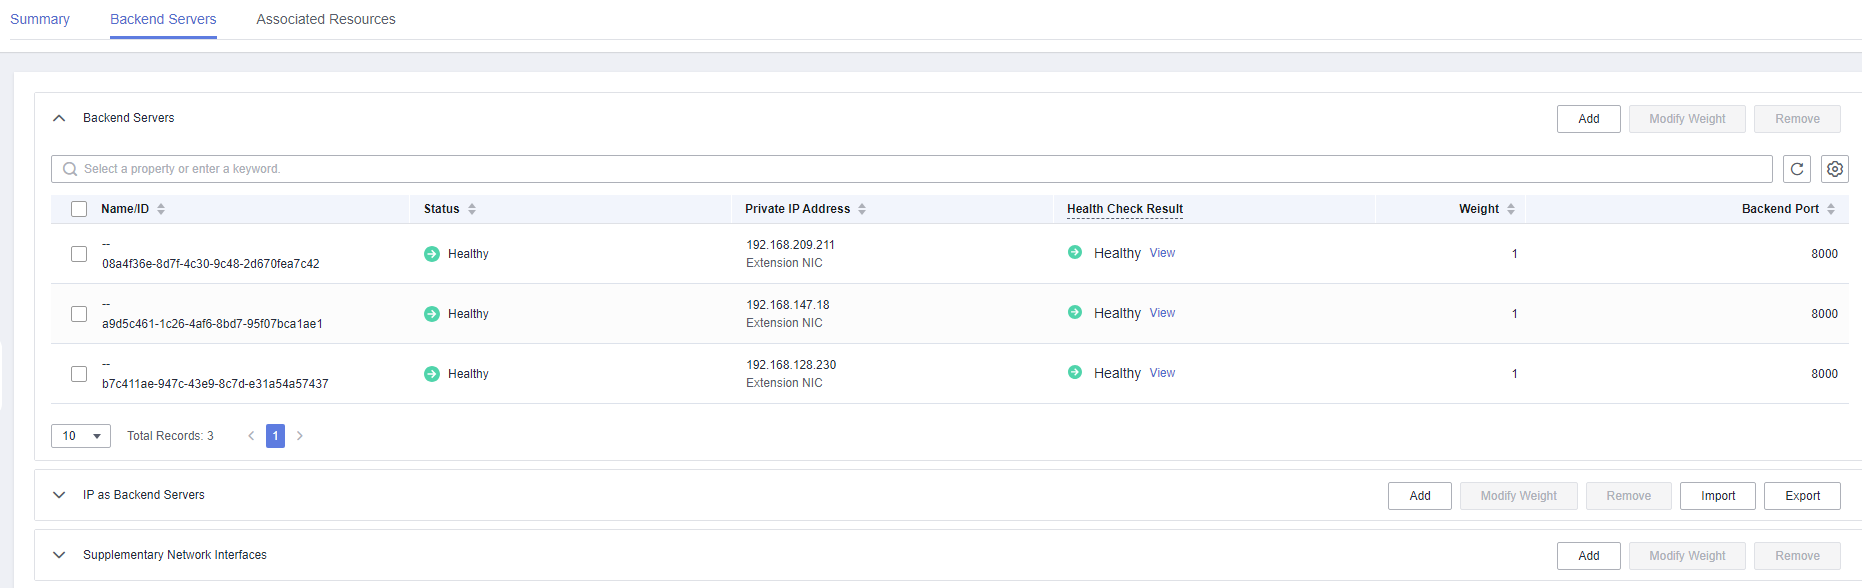 Summary Backend Servers Associated Resources
Backend Servers Add Modify Weight Remove
Select a property or enter a keyword.
Name/ID Status Private IP Address Health Check Result Weight Backend Port
--
08a4f36e-8d7f-4c30-9c48-2d670fea7c42 Healthy 192.168.209.211 Extension NIC Healthy View 1 8000
--
a9d5c461-1c26-4af6-8bd7-95f07bca1ae1 Healthy 192.168.147.18 Extension NIC Healthy View 1 8000
--
b7c411ae-947c-43e9-8c7d-e31a54a57437 Healthy 192.168.128.230 Extension NIC Healthy View 1 8000
10 Total Records: 3 < 1 >
IP as Backend Servers Add Modify Weight Remove Import Export
Supplementary Network Interfaces Add Modify Weight Remove